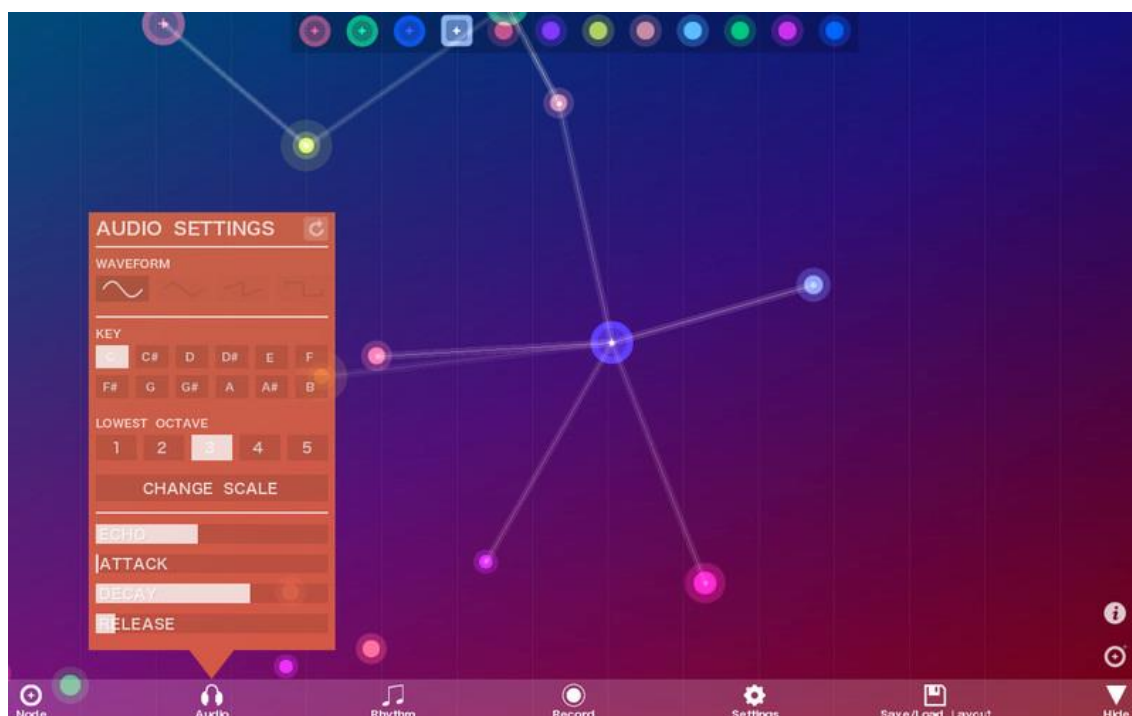 AUDIO SETTINGS
WAVEFORM
KEY
C C# D D# E F
F# G G# A A# B
LOWEST OCTAVE
1 2 3 4 5
CHANGE SCALE
ECHO
ATTACK
DECAY
RELEASE
Node Audio Rhythm Record Settings Save/Load Layout Hide